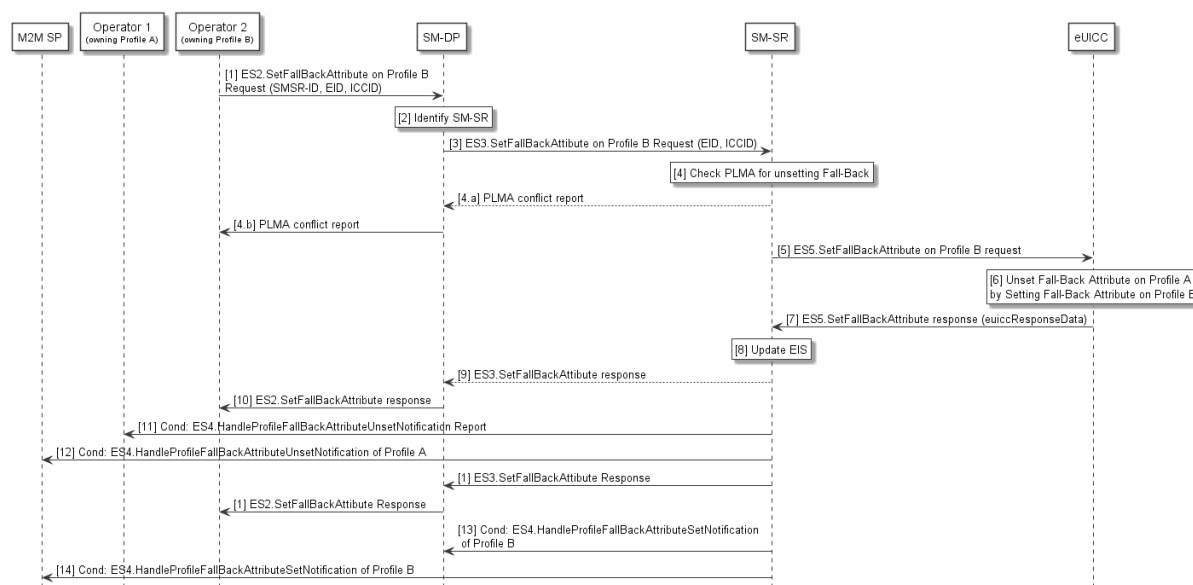 M2M SP
Operator 1
(owning Profile A)
Operator 2
(owning Profile B)
SM-DP
SM-SR
eUICC
[1] ES2.SetFallBackAttribute on Profile B
Request (SMSR-ID, EID, ICCID)
[2] Identify SM-SR
[3] ES3.SetFallBackAttibute on Profile B Request (EID, ICCID)
[4] Check PLMA for unsetting Fall-Back
[4.a] PLMA conflict report
[4.b] PLMA conflict report
[5] ES5.SetFallBackAttribute on Profile B request
[6] Unset Fall-Back Attribute on Profile A
by Setting Fall-Back Attribute on Profile B
[7] ES5.SetFallBackAttribute response (euiccResponseData)
[8] Update EIS
[9] ES3.SetFallBackAttibute response
[10] ES2.SetFallBackAttribute response
[11] Cond: ES4.HandleProfileFallBackAttributeUnsetNotification Report
[12] Cond: ES4.HandleProfileFallBackAttributeUnsetNotification of Profile A
[1] ES3.SetFallBackAttibute Response
[1] ES2.SetFallBackAttibute Response
[13] Cond: ES4.HandleProfileFallBackAttributeSetNotification
of Profile B
[14] Cond: ES4.HandleProfileFallBackAttributeSetNotification of Profile B